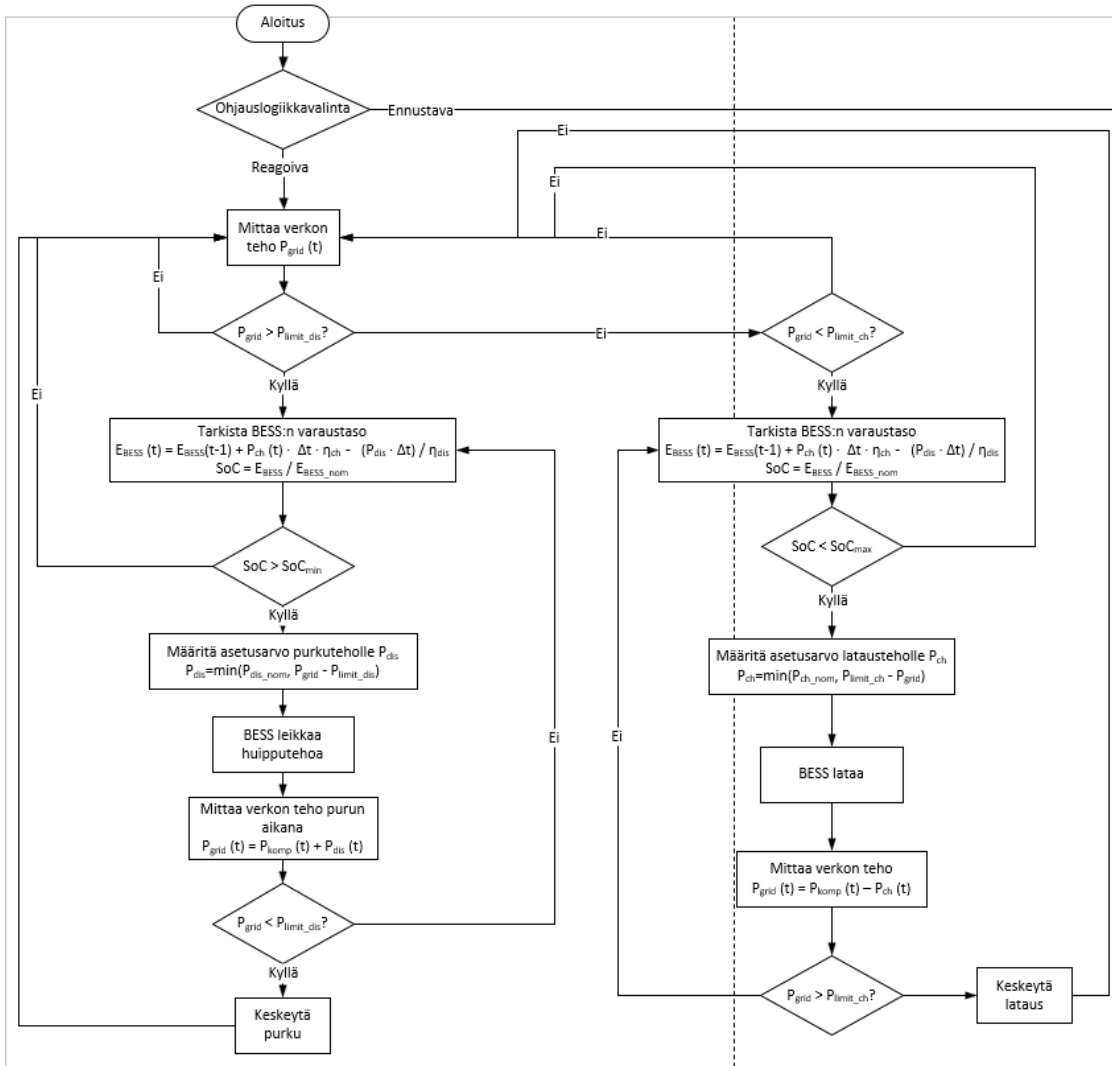 Aloitus
Ohjauslogiikkavalinta
Ennustava
Ei
Reagoiva
Ei
Mittaa verkon
teho P_grid (t)
Ei
Ei
P_grid > P_limit_dis?
Ei
P_grid < P_limit_ch?
Kyllä
Kyllä
Ei
Tarkista BESS:n varaustaso
E_BESS (t) = E_BESS(t-1) + P_ch (t) · Δt · η_ch - (P_dis · Δt) / η_dis
SoC = E_BESS / E_BESS_nom
Tarkista BESS:n varaustaso
E_BESS (t) = E_BESS(t-1) + P_ch (t) · Δt · η_ch - (P_dis · Δt) / η_dis
SoC = E_BESS / E_BESS_nom
SoC > SoC_min
SoC < SoC_max
Kyllä
Kyllä
Määritä asetusarvo purkuteholle P_dis
P_dis=min(P_dis_nom, P_grid - P_limit_dis)
Määritä asetusarvo latausteholle P_ch
P_ch=min(P_ch_nom, P_limit_ch - P_grid)
BESS leikkaa
huipputehoa
Ei
Ei
BESS lataa
Mittaa verkon teho purun
aikana
P_grid (t) = P_komp (t) + P_dis (t)
Mittaa verkon teho
P_grid (t) = P_komp (t) – P_ch (t)
P_grid < P_limit_dis?
Kyllä
P_grid > P_limit_ch?
Keskeytä
lataus
Keskeytä
purku